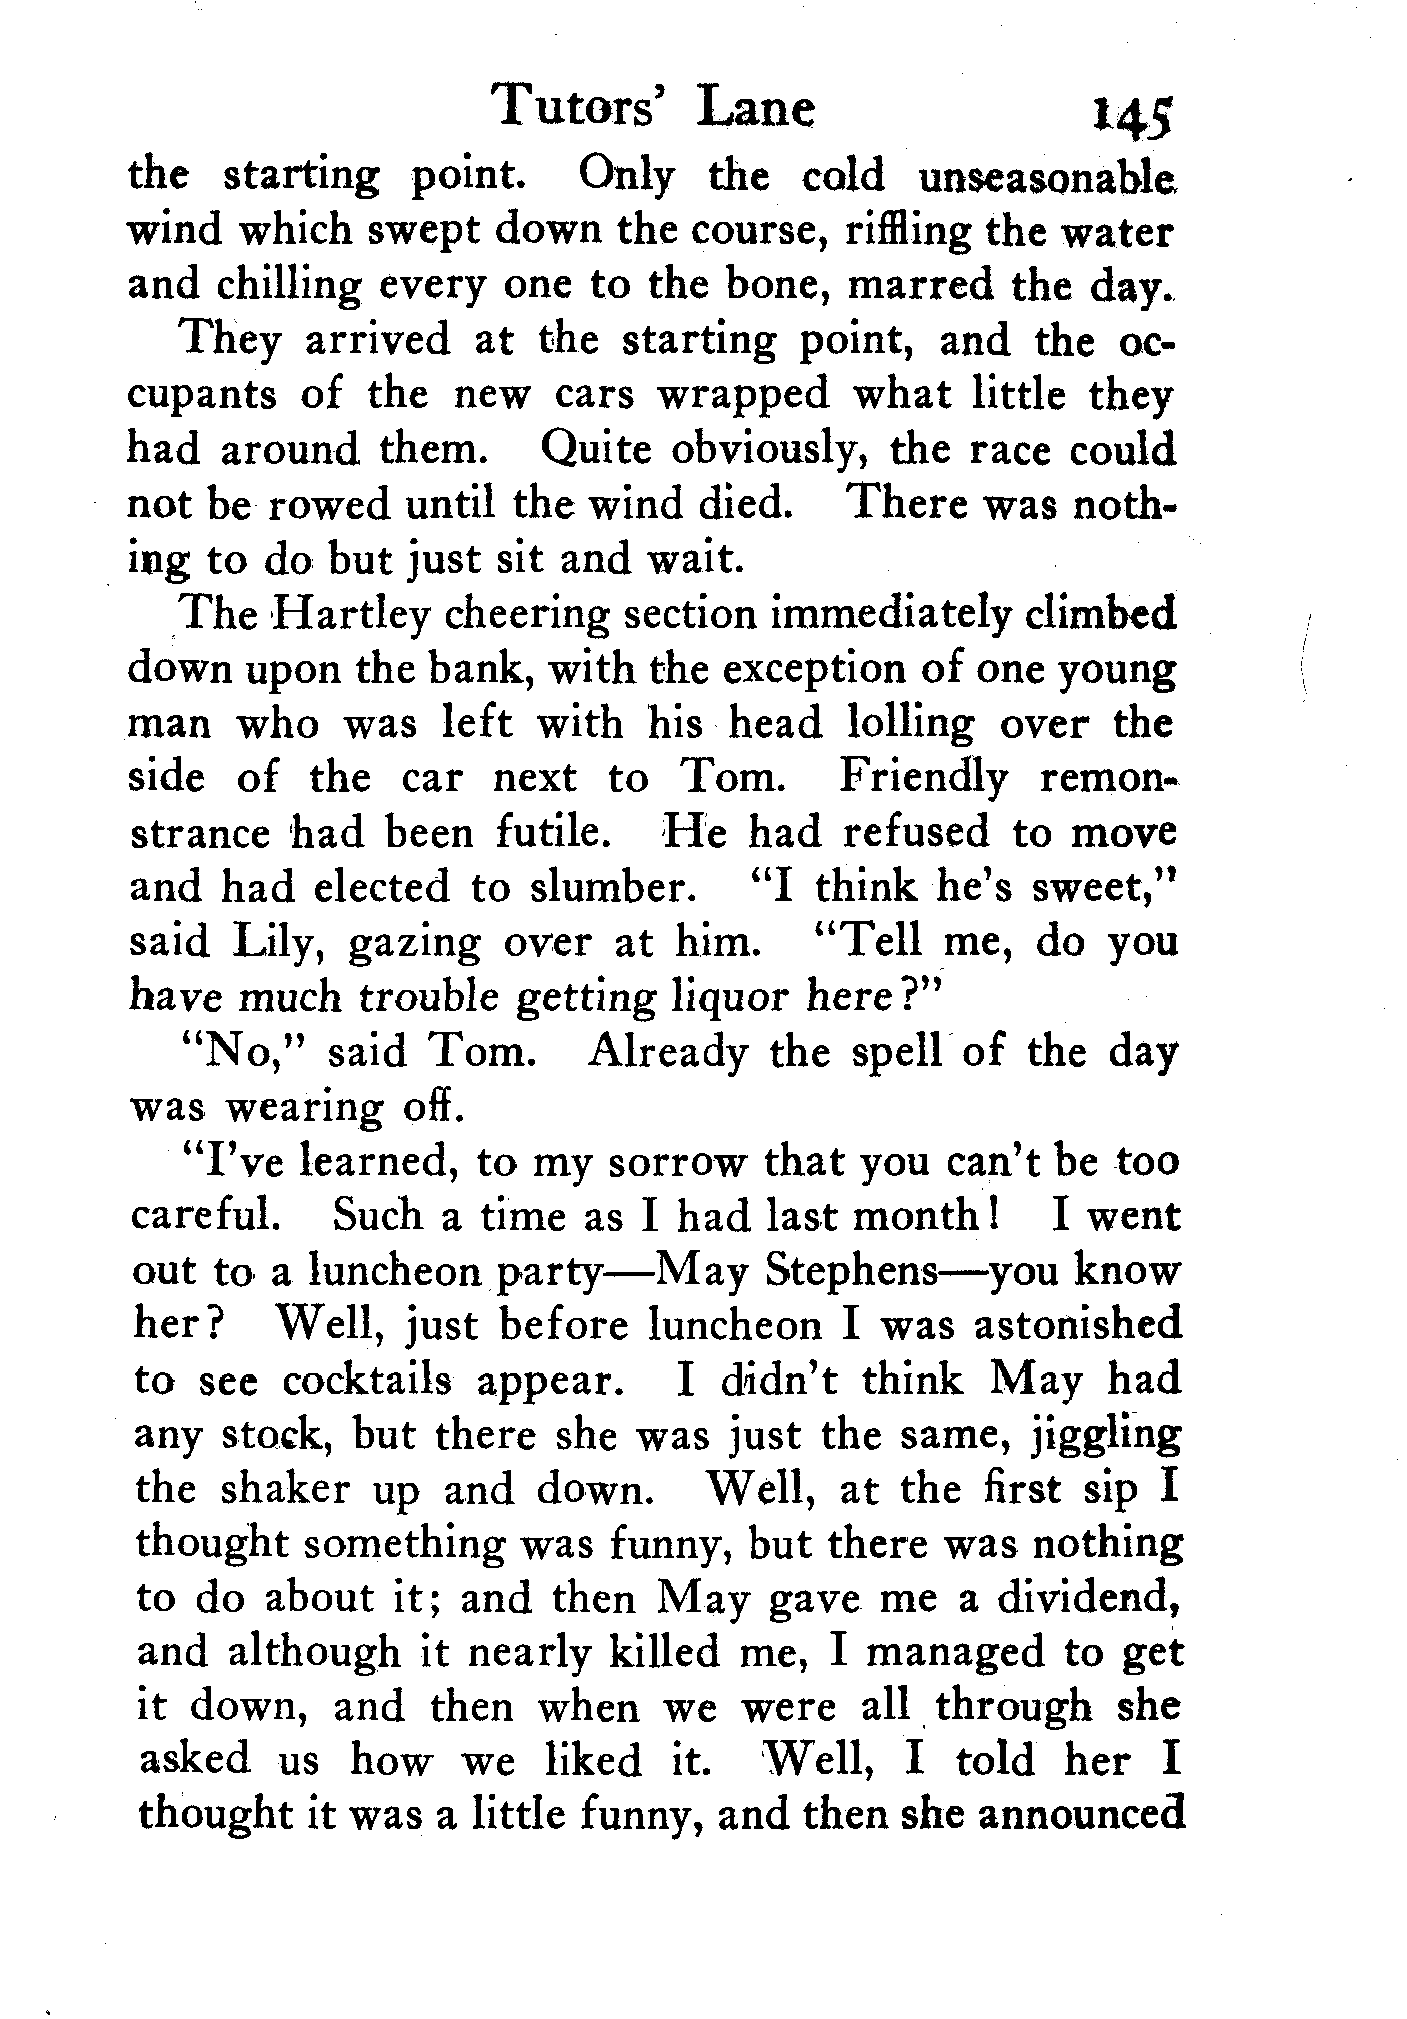 Tutors' Lane 145
the starting point. Only the cold unseasonable
wind which swept down the course, riffling the water
and chilling every one to the bone, marred the day.
They arrived at the starting point, and the oc-
cupants of the new cars wrapped what little they
had around them. Quite obviously, the race could
not be rowed until the wind died. There was noth-
ing to do but just sit and wait.
The Hartley cheering section immediately climbed
down upon the bank, with the exception of one young
man who was left with his head lolling over the
side of the car next to Tom. Friendly remon-
strance had been futile. He had refused to move
and had elected to slumber. "I think he's sweet,"
said Lily, gazing over at him. "Tell me, do you
have much trouble getting liquor here?"
"No," said Tom. Already the spell of the day
was wearing off.
"I've learned, to my sorrow that you can't be too
careful. Such a time as I had last month! I went
out to a luncheon party—May Stephens—you know
her? Well, just before luncheon I was astonished
to see cocktails appear. I didn't think May had
any stock, but there she was just the same, jiggling
the shaker up and down. Well, at the first sip I
thought something was funny, but there was nothing
to do about it; and then May gave me a dividend,
and although it nearly killed me, I managed to get
it down, and then when we were all through she
asked us how we liked it. Well, I told her I
thought it was a little funny, and then she announced